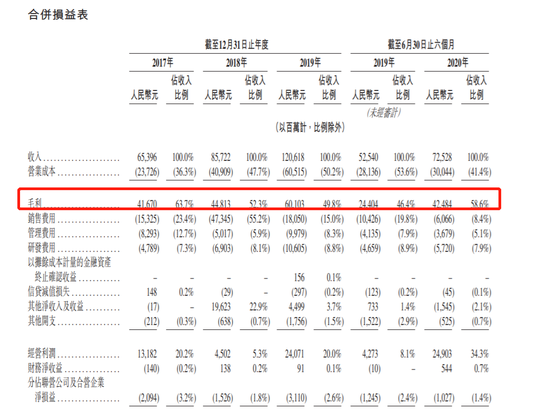 合併損益表
截至12月31日止年度 截至6月30日止六個月
2017年 2018年 2019年 2019年 2020年
佔收入 佔收入 佔收入 佔收入 佔收入
人民幣元 比例 人民幣元 比例 人民幣元 比例 人民幣元 比例 人民幣元 比例
(未經審計)
(以百萬計，比例除外)
收入 65,396 100.0% 85,722 100.0% 120,618 100.0% 52,540 100.0% 72,528 100.0%
營業成本 (23,726) (36.3%) (40,909) (47.7%) (60,515) (50.2%) (28,136) (53.6%) (30,044) (41.4%)
毛利 41,670 63.7% 44,813 52.3% 60,103 49.8% 24,404 46.4% 42,484 58.6%
銷售費用 (15,325) (23.4%) (47,345) (55.2%) (18,050) (15.0%) (10,426) (19.8%) (6,066) (8.4%)
管理費用 (8,293) (12.7%) (5,017) (5.9%) (9,929) (8.3%) (4,135) (7.9%) (3,679) (5.1%)
研發費用 (4,789) (7.3%) (6,903) (8.1%) (10,605) (8.8%) (4,659) (8.9%) (5,720) (7.9%)
以攤餘成本計量的金融資產
終止確認收益 – – – – 156 0.1% – – – –
信貸減值損失 148 0.2% (29) – (297) (0.2%) (123) (0.2%) (45) (0.1%)
其他淨收入及收益 (17) – 19,623 22.9% 4,499 3.7% 733 1.4% (1,545) (2.1%)
其他開支 (212) (0.3%) (638) (0.7%) (1,756) (1.5%) (1,522) (2.9%) (525) (0.7%)
經營利潤 13,182 20.2% 4,502 5.3% 24,071 20.0% 4,273 8.1% 24,903 34.3%
財務淨收益 (140) (0.2%) 138 0.2% 91 0.1% (10) – 544 0.7%
分佔聯營公司及合營企業
淨損益 (2,094) (3.2%) (1,526) (1.8%) (3,110) (2.6%) (1,245) (2.4%) (1,027) (1.4%)